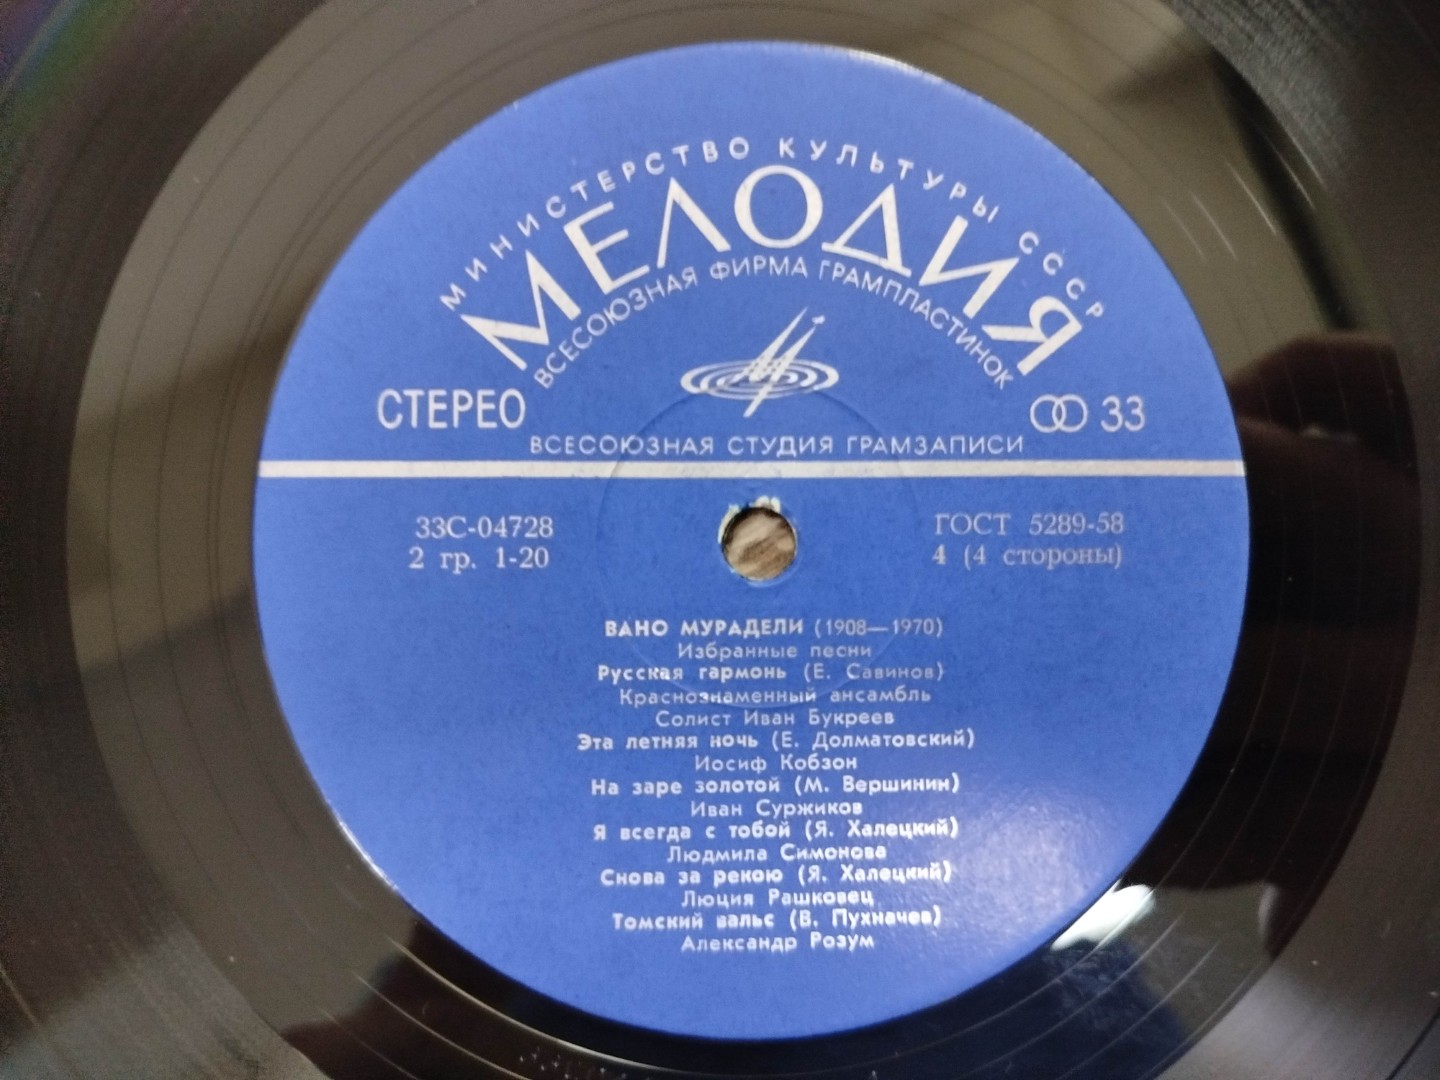 МИНИСТЕРСТВО КУЛЬТУРЫ СССР
МЕЛОДИЯ
ВСЕСОЮЗНАЯ ФИРМА ГРАМПЛАСТИНОК
СТЕРЕО
33
ВСЕСОЮЗНАЯ СТУДИЯ ГРАМЗАПИСИ
33С-04728
ГОСТ 5289-58
2 гр. 1-20
4 (4 стороны)
ВАНО МУРАДЕЛИ (1908—1970)
Избранные песни
Русская гармонь (Е. Савинов)
Краснознаменный ансамбль
Солист Иван Букреев
Эта летняя ночь (Е. Долматовский)
Иосиф Кобзон
На заре золотой (М. Вершинин)
Иван Суржиков
Я всегда с тобой (Я. Халецкий)
Людмила Симонова
Снова за рекою (Я. Халецкий)
Люция Рашковец
Томский вальс (В. Пухначев)
Александр Розум